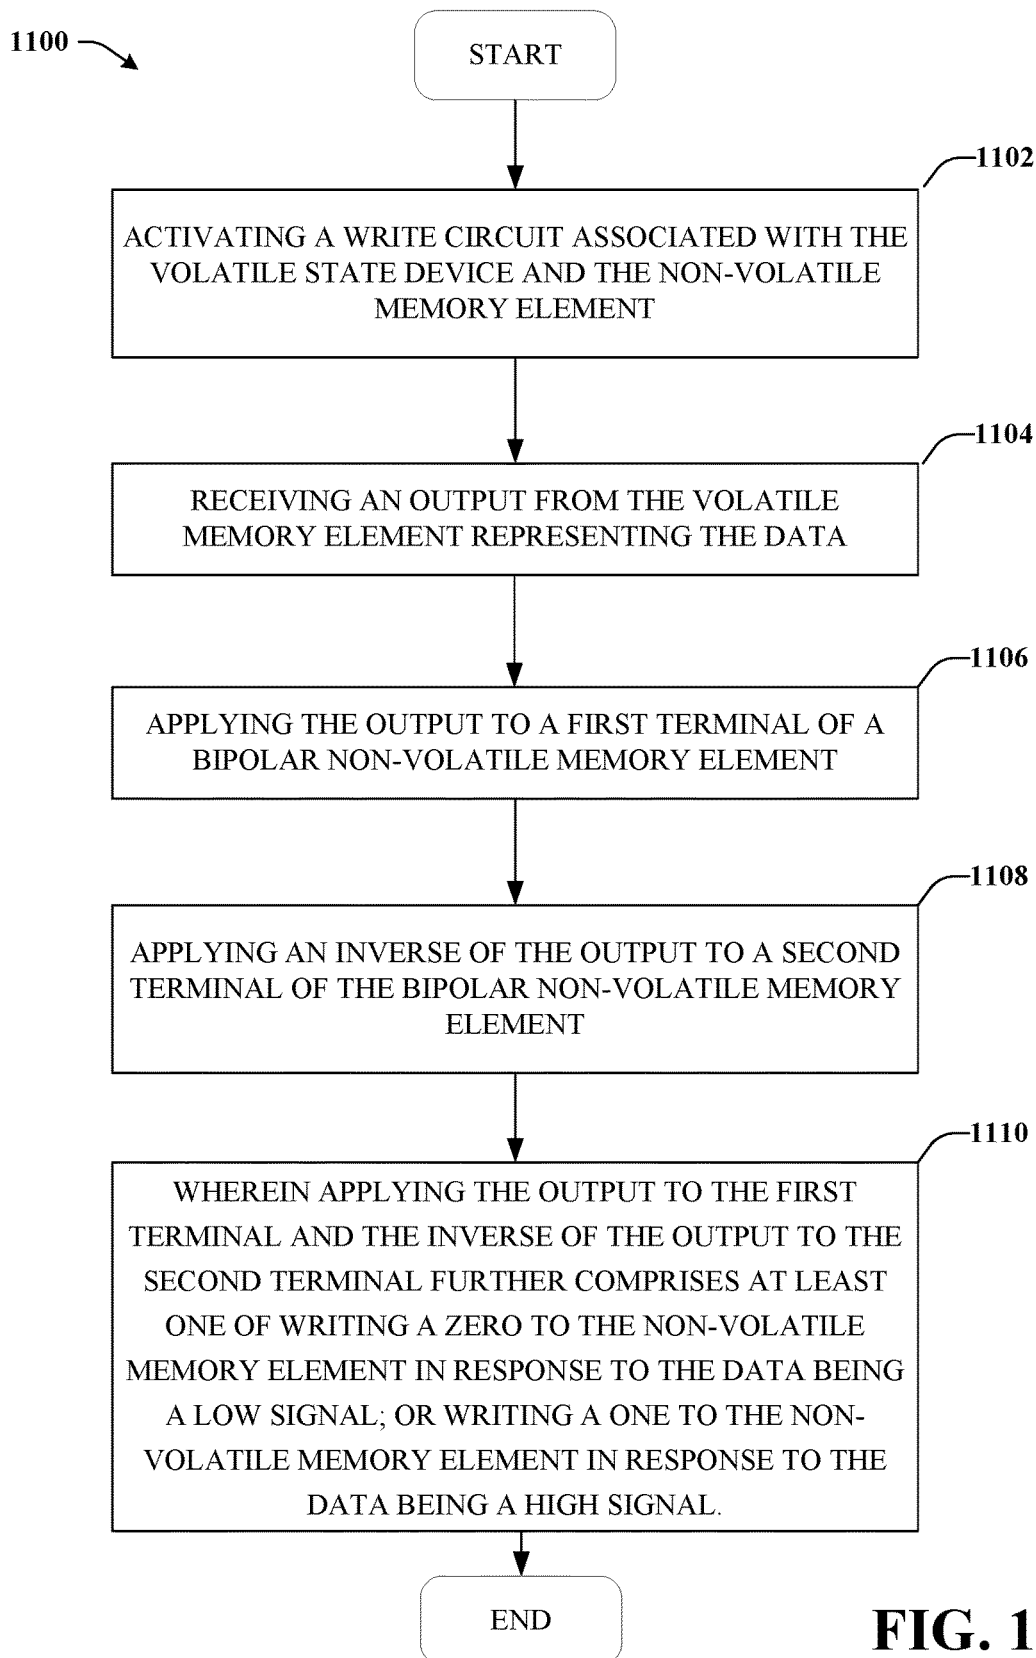 1100
START
1102
ACTIVATING A WRITE CIRCUIT ASSOCIATED WITH THE
VOLATILE STATE DEVICE AND THE NON-VOLATILE
MEMORY ELEMENT
1104
RECEIVING AN OUTPUT FROM THE VOLATILE
MEMORY ELEMENT REPRESENTING THE DATA
1106
APPLYING THE OUTPUT TO A FIRST TERMINAL OF A
BIPOLAR NON-VOLATILE MEMORY ELEMENT
1108
APPLYING AN INVERSE OF THE OUTPUT TO A SECOND
TERMINAL OF THE BIPOLAR NON-VOLATILE MEMORY
ELEMENT
1110
WHEREIN APPLYING THE OUTPUT TO THE FIRST
TERMINAL AND THE INVERSE OF THE OUTPUT TO THE
SECOND TERMINAL FURTHER COMPRISES AT LEAST
ONE OF WRITING A ZERO TO THE NON-VOLATILE
MEMORY ELEMENT IN RESPONSE TO THE DATA BEING
A LOW SIGNAL; OR WRITING A ONE TO THE NON-
VOLATILE MEMORY ELEMENT IN RESPONSE TO THE
DATA BEING A HIGH SIGNAL.
END
FIG. 1